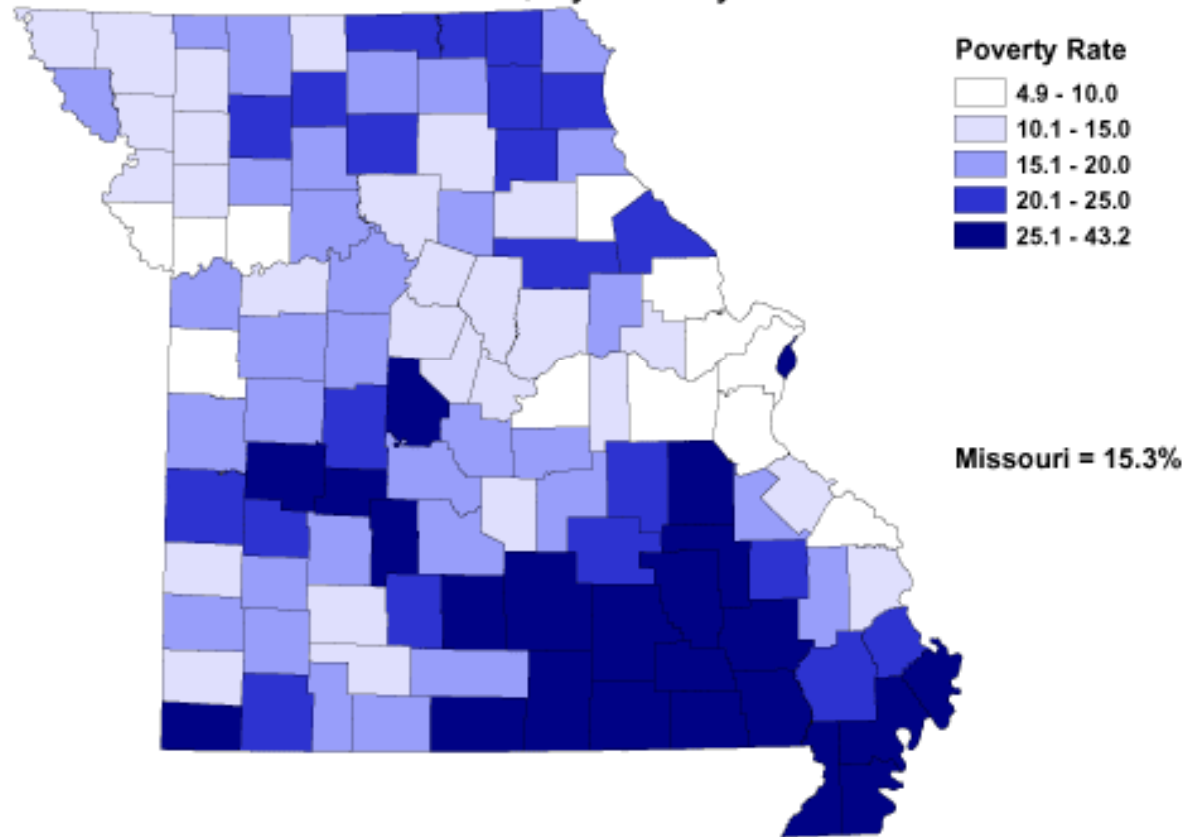 Poverty Rate
4.9 - 10.0
10.1 - 15.0
15.1 - 20.0
20.1 - 25.0
25.1 - 43.2
Missouri = 15.3%